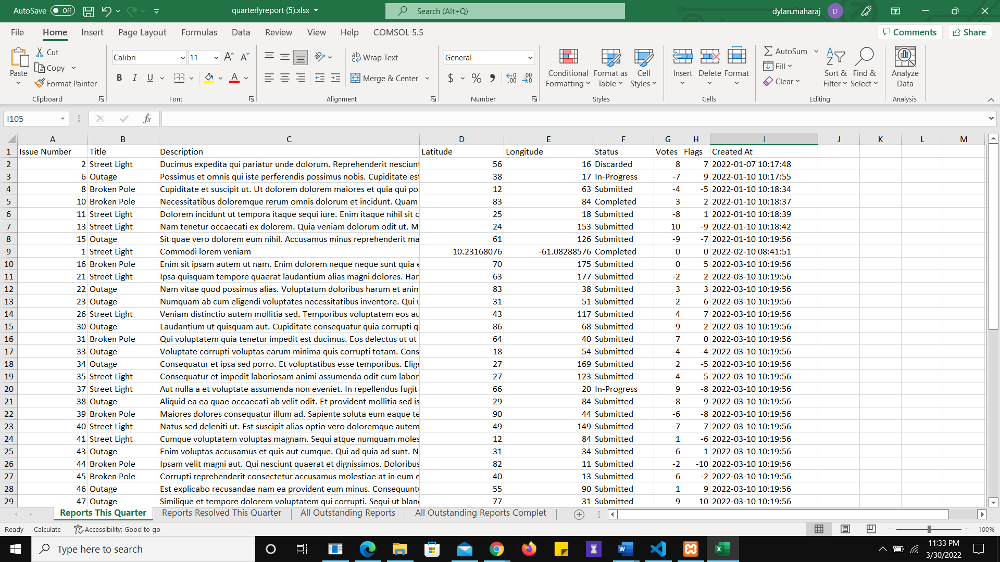 AutoSave Off quarterlyreport (5).xlsx Search (Alt+Q) dylan.maharaj D
File Home Insert Page Layout Formulas Data Review View Help COMSOL 5.5 Comments Share
Paste Cut Copy Format Painter Clipboard
Calibri 11 B I U A Font
Wrap Text Merge & Center Alignment
General $ % Number
Conditional Formatting Format as Table Cell Styles Styles
Insert Delete Format Cells
AutoSum Fill Clear Sort & Filter Find & Select Editing
Analyze Data Analysis
I105 fx
A B C D E F G H I J K L M
1 Issue Number Title Description Latitude Longitude Status Votes Flags Created At
2 2 Street Light Ducimus expedita qui pariatur unde dolorum. Reprehenderit nesciunt 56 16 Discarded 8 7 2022-01-07 10:17:48
3 6 Outage Possimus et omnis qui iste perferendis possimus nobis. Cupiditate est 38 17 In-Progress -7 9 2022-01-10 10:17:55
4 8 Broken Pole Cupiditate et suscipit ut. Ut dolorem dolorem maiores et quia qui po 12 63 Submitted -4 -5 2022-01-10 10:18:34
5 10 Broken Pole Necessitatibus doloremque rerum omnis dolorum et incidunt. Quam 83 84 Completed 3 2 2022-01-10 10:18:37
6 11 Street Light Dolorem incidunt ut tempora itaque sequi iure. Enim itaque nihil sit 25 18 Submitted -8 1 2022-01-10 10:18:39
7 13 Street Light Nam tenetur occaecati ex dolorem. Quia veniam dolorum odit ut. M 24 153 Submitted 10 -9 2022-01-10 10:18:42
8 15 Outage Sit quae vero dolorem eum nihil. Accusamus minus reprehenderit ma 61 126 Submitted -9 -7 2022-01-10 10:19:56
9 1 Street Light Commodi lorem veniam 10.23168076 -61.08288576 Completed 0 0 2022-02-10 08:41:51
10 16 Broken Pole Enim sit ipsam autem ut nam. Enim dolorem neque neque sunt quia e 70 175 Submitted 0 5 2022-03-10 10:19:56
11 21 Street Light Ipsa quisquam tempore quaerat laudantium alias magni dolores. Har 63 177 Submitted -2 2 2022-03-10 10:19:56
12 22 Outage Nam vitae quod possimus alias. Voluptatum doloribus harum et anim 83 38 Submitted 3 3 2022-03-10 10:19:56
13 23 Outage Numquam ab cum eligendi voluptates necessitatibus inventore. Qui u 31 51 Submitted 2 6 2022-03-10 10:19:56
14 26 Street Light Veniam distinctio autem mollitia sed. Temporibus voluptatem eos au 43 117 Submitted 4 7 2022-03-10 10:19:56
15 30 Outage Laudantium ut quisquam aut. Cupiditate consequatur quia corrupti q 86 68 Submitted -9 2 2022-03-10 10:19:56
16 31 Broken Pole Qui voluptatem quia tenetur impedit est ducimus. Eos delectus ut ut 64 40 Submitted 7 0 2022-03-10 10:19:56
17 33 Outage Voluptate corrupti voluptas earum minima quis corrupti totam. Cons 18 54 Submitted -4 -4 2022-03-10 10:19:56
18 34 Outage Consequatur et ipsa sed porro. Et voluptatibus esse temporibus. Elige 27 169 Submitted 2 -5 2022-03-10 10:19:56
19 35 Street Light Consequatur et impedit laboriosam animi assumenda odit cum labor 27 123 Submitted 4 -5 2022-03-10 10:19:56
20 37 Street Light Aut nulla a et voluptate assumenda non eveniet. In repellendus fugit 66 20 In-Progress 9 -8 2022-03-10 10:19:56
21 38 Outage Aliquid ea ea quae occaecati ab velit odit. Et provident mollitia sed is 29 84 Submitted -8 9 2022-03-10 10:19:56
22 39 Broken Pole Maiores dolores consequatur illum ad. Sapiente soluta eum eaque te 90 44 Submitted -6 -8 2022-03-10 10:19:56
23 40 Street Light Natus sed deleniti ut. Est suscipit alias optio vero doloremque autem 49 149 Submitted -7 7 2022-03-10 10:19:56
24 41 Street Light Cumque voluptatem voluptas magnam. Sequi atque numquam moles 12 84 Submitted 1 -6 2022-03-10 10:19:56
25 43 Outage Enim voluptas accusamus et quis aut cumque. Qui ad quia ad sunt. N 31 34 Submitted 6 1 2022-03-10 10:19:56
26 44 Broken Pole Ipsam velit magni aut. Qui nesciunt quaerat et dignissimos. Doloribus 82 11 Submitted -2 -10 2022-03-10 10:19:56
27 45 Broken Pole Corrupti reprehenderit consectetur accusamus molestiae at in eum e 40 13 Submitted 6 -2 2022-03-10 10:19:56
28 46 Outage Est explicabo recusandae nam ea provident eum minus. Consequunt 55 90 Submitted 1 9 2022-03-10 10:19:56
29 47 Outage Similique et tempore dolorem voluptatem qui corrupti. Sequi ut blan 77 31 Submitted 9 10 2022-03-10 10:19:56
Reports This Quarter Reports Resolved This Quarter All Outstanding Reports All Outstanding Reports Complet
Ready Calculate Accessibility: Good to go 100%
Type here to search 11:33 PM
3/30/2022